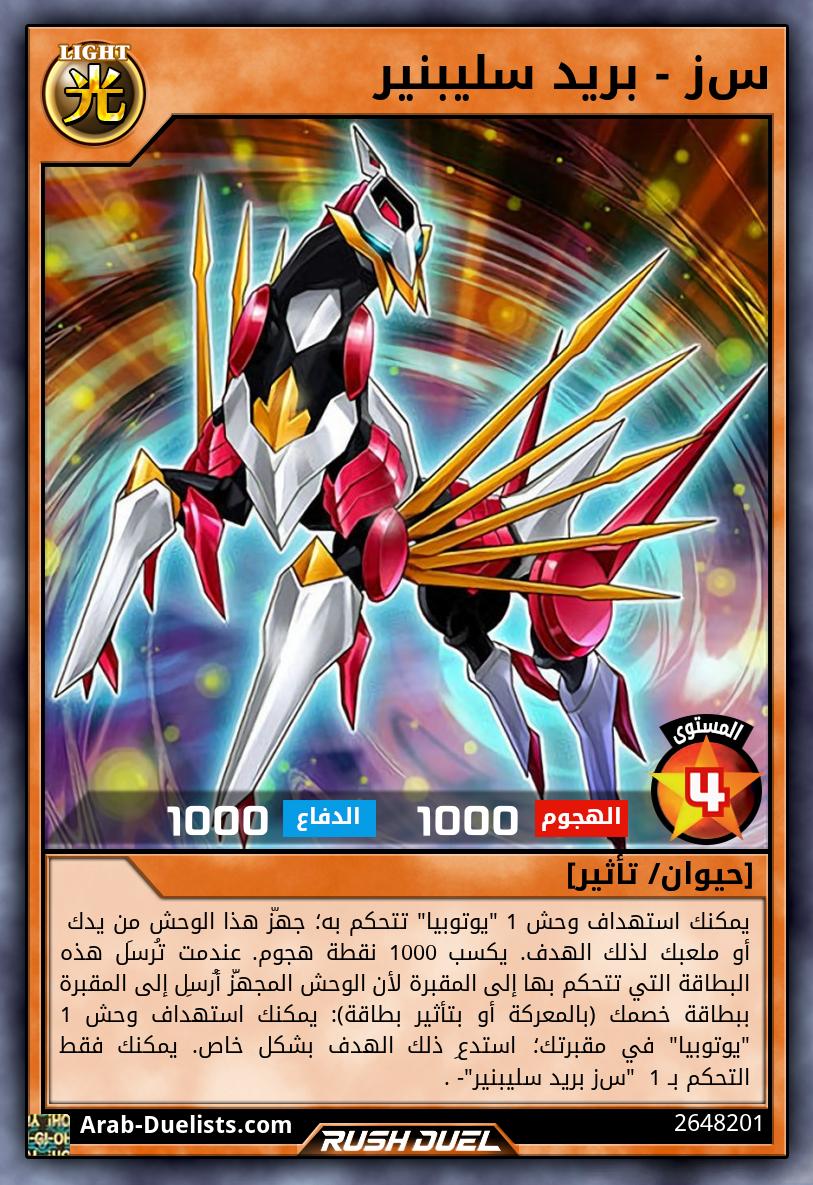 LIGHT
光
س‌ز - بريد سليبنير
المستوى
4
الهجوم 1000 الدفاع 1000
[حيوان/ تأثير]
يمكنك استهداف وحش 1 "يوتوبيا" تتحكم به؛ جهّز هذا الوحش من يدك
أو ملعبك لذلك الهدف. يكسب 1000 نقطة هجوم. عندمت تُرسَل هذه
البطاقة التي تتحكم بها إلى المقبرة لأن الوحش المجهّز أُرسِل إلى المقبرة
ببطاقة خصمك (بالمعركة أو بتأثير بطاقة): يمكنك استهداف وحش 1
"يوتوبيا" في مقبرتك؛ استدعِ ذلك الهدف بشكل خاص. يمكنك فقط
التحكم بـ 1 "س‌ز بريد سليبنير"- .
Arab-Duelists.com
RUSH DUEL
2648201